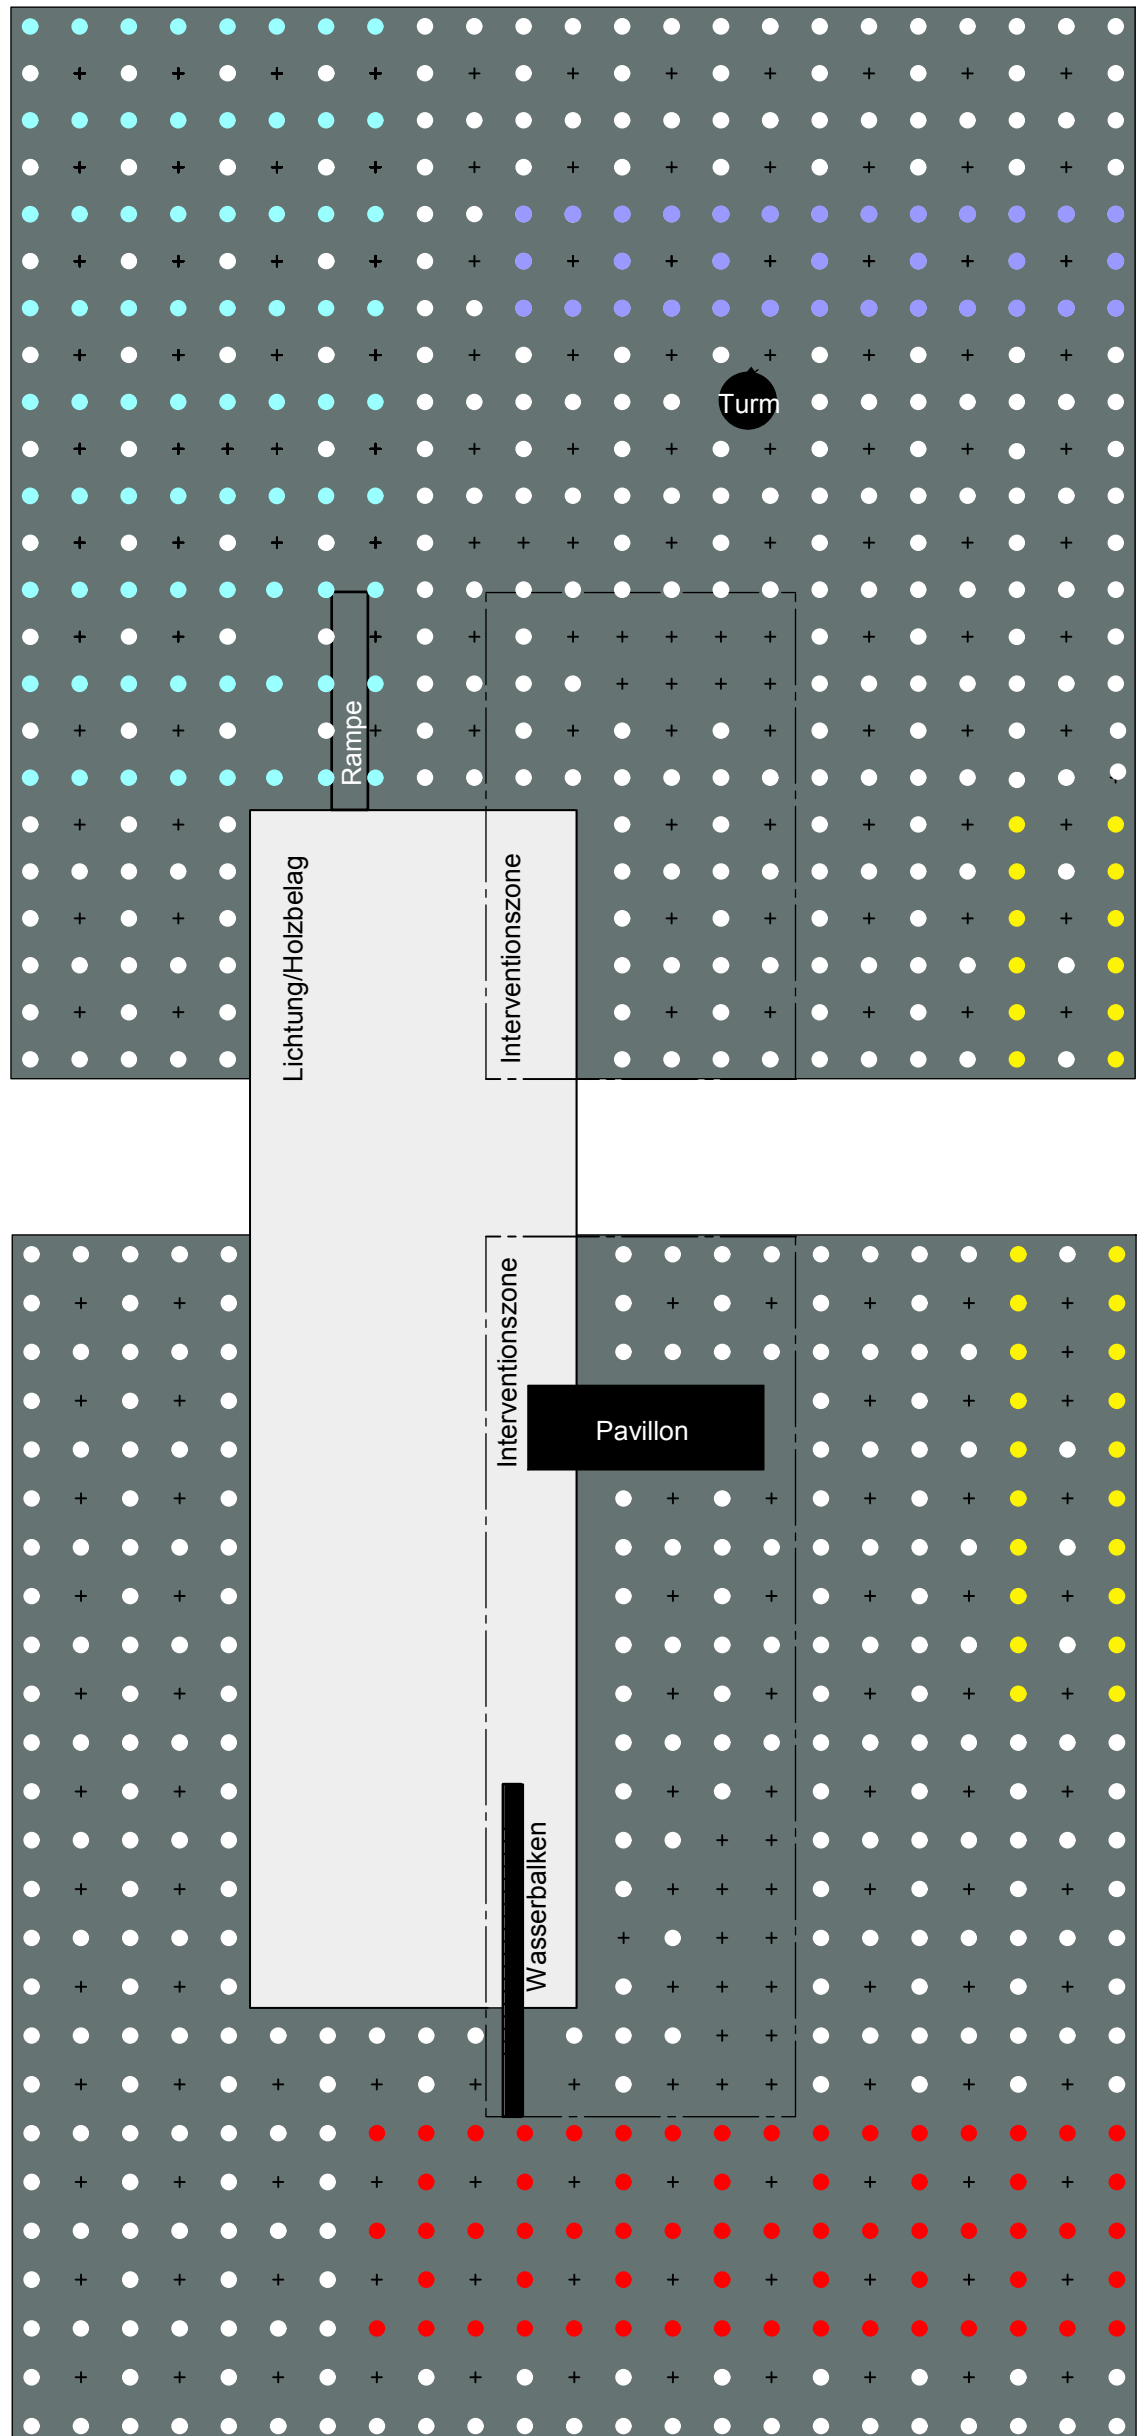 Turm
Rampe
Lichtung/Holzbelag
Interventionszone
Interventionszone
Pavillon
Wasserbalken